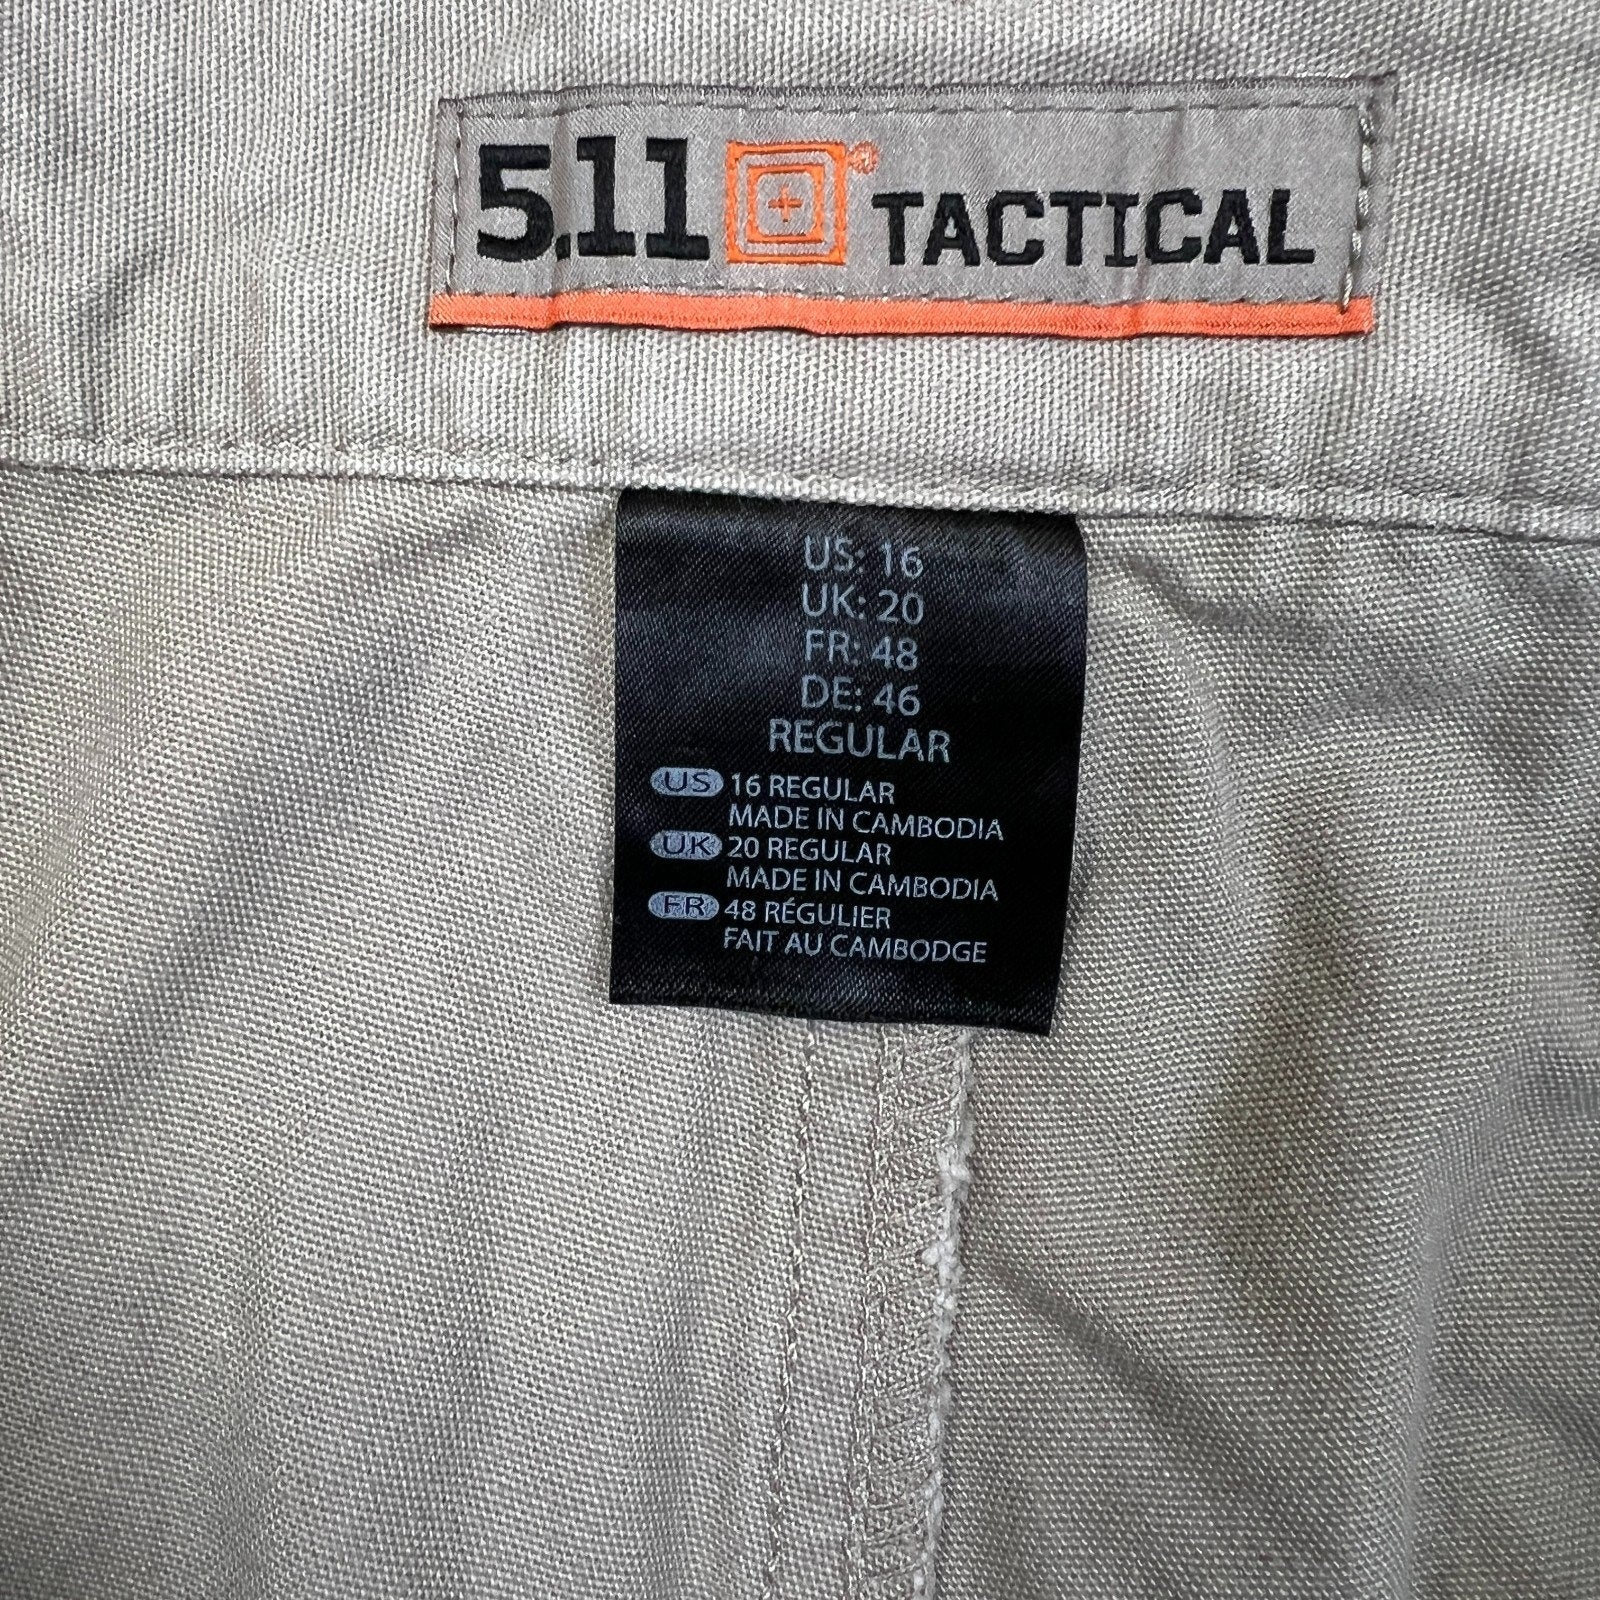 5.11 ® TACTICAL
US: 16
UK: 20
FR: 48
DE: 46
REGULAR
US 16 REGULAR
MADE IN CAMBODIA
UK 20 REGULAR
MADE IN CAMBODIA
FR 48 RÉGULIER
FAIT AU CAMBODGE